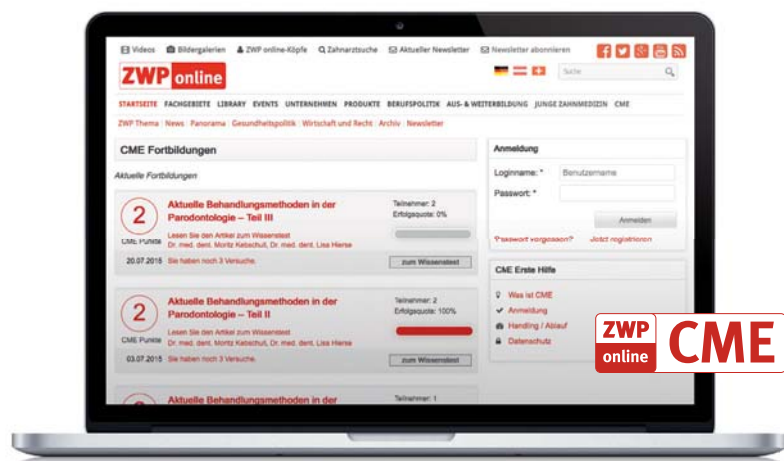 Videos Bildergalerien ZWP online-Köpfe Zahnarztsuche Aktueller Newsletter Newsletter abonnieren
ZWP online
Suche
STARTSEITE FACHGEBIETE LIBRARY EVENTS UNTERNEHMEN PRODUKTE BERUFSPOLITIK AUS- & WEITERBILDUNG JUNGE ZAHNMEDIZIN CME
ZWP Thema News Panorama Gesundheitspolitik Wirtschaft und Recht Archiv Newsletter
CME Fortbildungen
Aktuelle Fortbildungen
2
CME Punkte
20.07.2015
Aktuelle Behandlungsmethoden in der
Parodontologie – Teil III
Lesen Sie den Artikel zum Wissenstest
Dr. med. dent. Moritz Kebschull, Dr. med. dent. Lisa Hierse
Sie haben noch 3 Versuche.
Teilnehmer: 2
Erfolgsquote: 0%
zum Wissenstest
2
CME Punkte
03.07.2015
Aktuelle Behandlungsmethoden in der
Parodontologie – Teil II
Lesen Sie den Artikel zum Wissenstest
Dr. med. dent. Moritz Kebschull, Dr. med. dent. Lisa Hierse
Sie haben noch 3 Versuche.
Teilnehmer: 2
Erfolgsquote: 100%
zum Wissenstest
Aktuelle Behandlungsmethoden in der
Teilnehmer: 1
Anmeldung
Loginname: * Benutzername
Passwort: *
Anmelden
Passwort vergessen? Jetzt registrieren
CME Erste Hilfe
Was ist CME
Anmeldung
Handling / Ablauf
Datenschutz
ZWP
online
CME